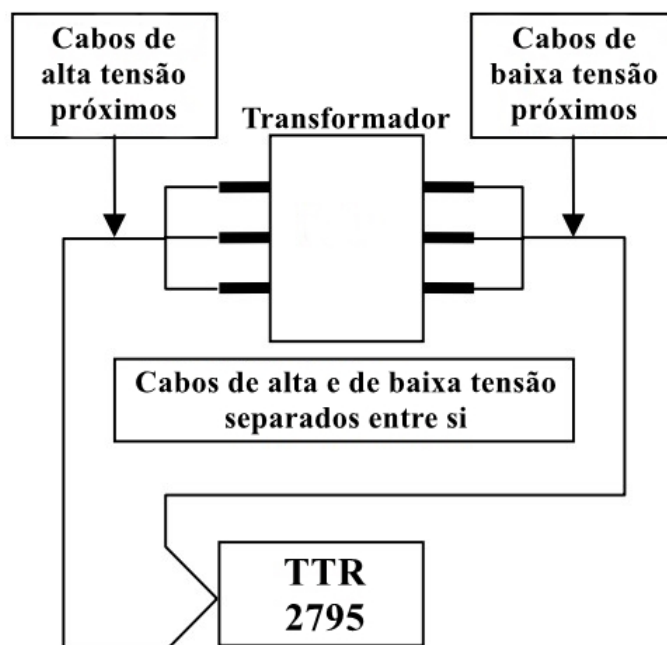 Cabos de
alta tensão
próximos
Cabos de
baixa tensão
próximos
Transformador
Cabos de alta e de baixa tensão
separados entre si
TTR
2795